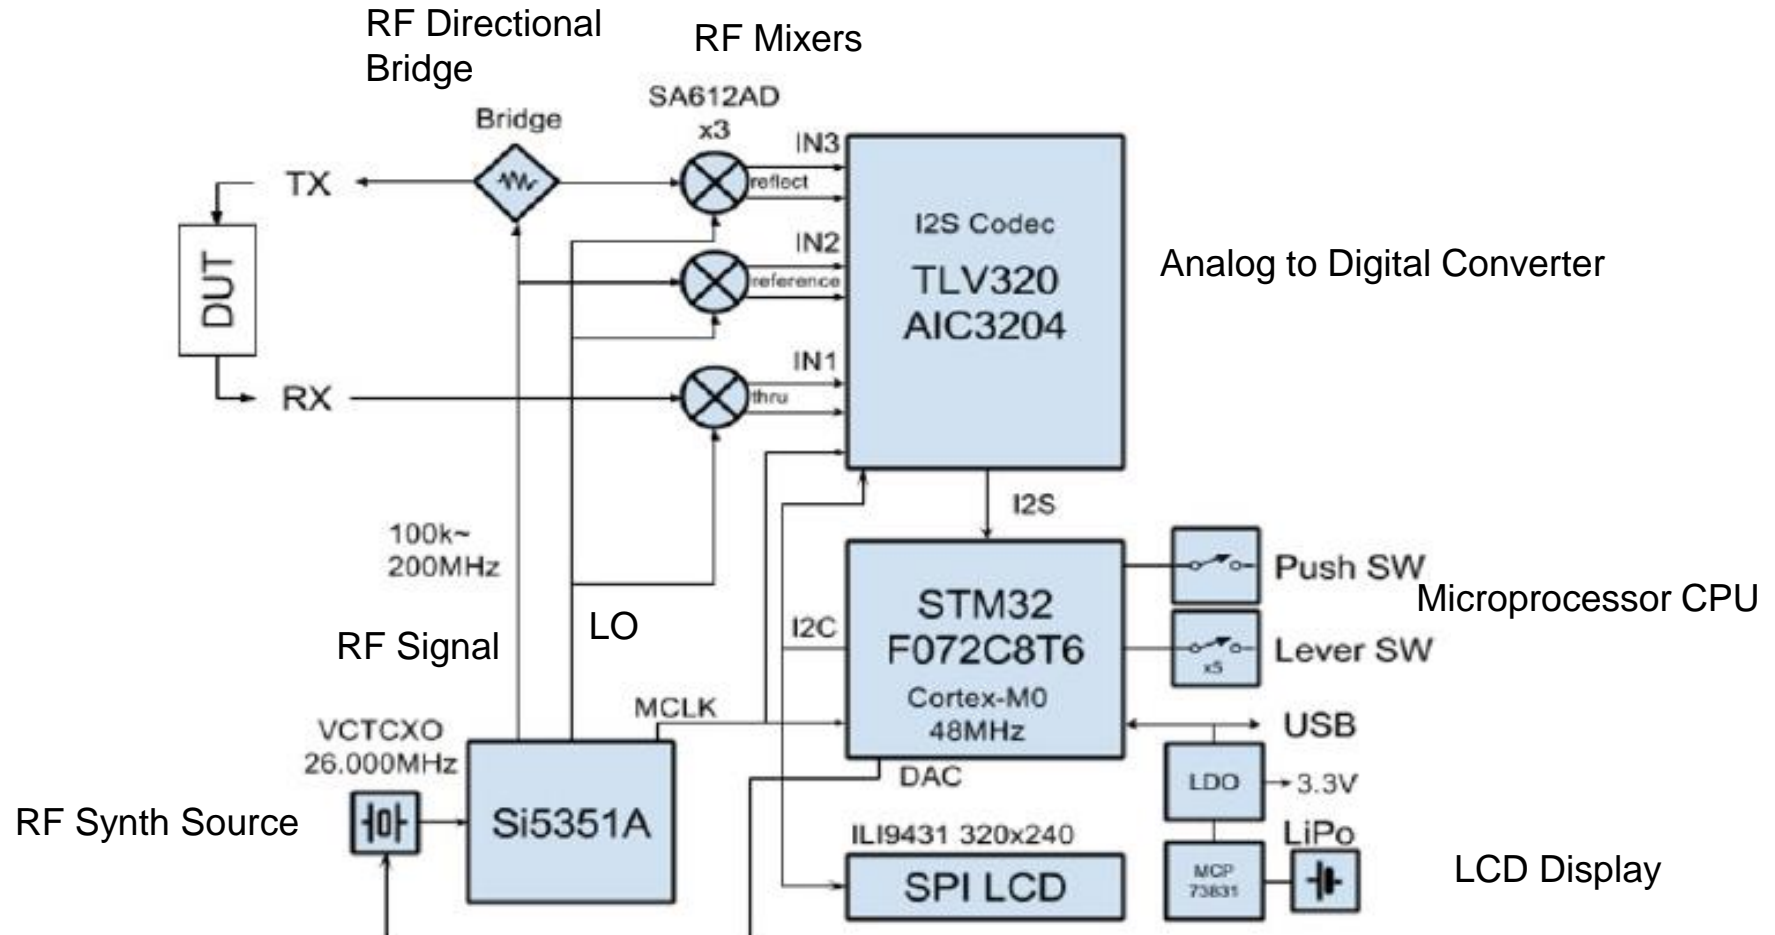 RF Directional
Bridge
RF Mixers
SA612AD
x3
Bridge
IN3
reflect
TX
I2S Codec
TLV320
AIC3204
IN2
reference
Analog to Digital Converter
DUT
IN1
thru
RX
I2S
100k~
200MHz
Push SW
STM32
F072C8T6
Cortex-M0
48MHz
Microprocessor CPU
LO
I2C
RF Signal
Lever SW
x5
MCLK
USB
VCTCXO
26.000MHz
DAC
LDO
3.3V
RF Synth Source
Si5351A
ILI9431 320x240
LiPo
SPI LCD
MCP
73831
LCD Display